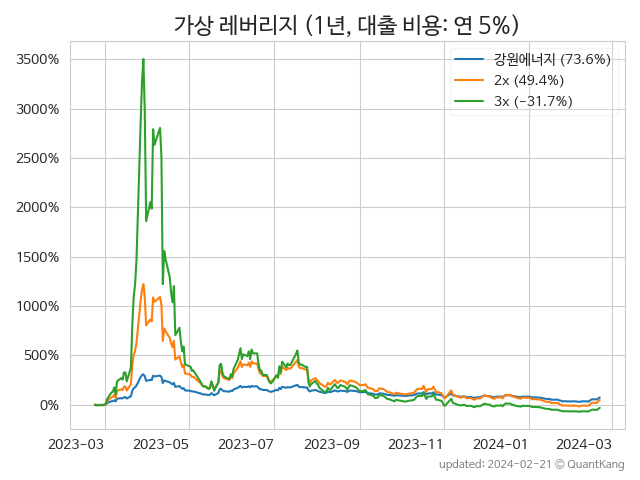 가상 레버리지 (1년, 대출 비용: 연 5%)
강원에너지 (73.6%)
2x (49.4%)
3x (−31.7%)
3500%
3000%
2500%
2000%
1500%
1000%
500%
0%
2023-03 2023-05 2023-07 2023-09 2023-11 2024-01 2024-03
updated: 2024-02-21 © QuantKang